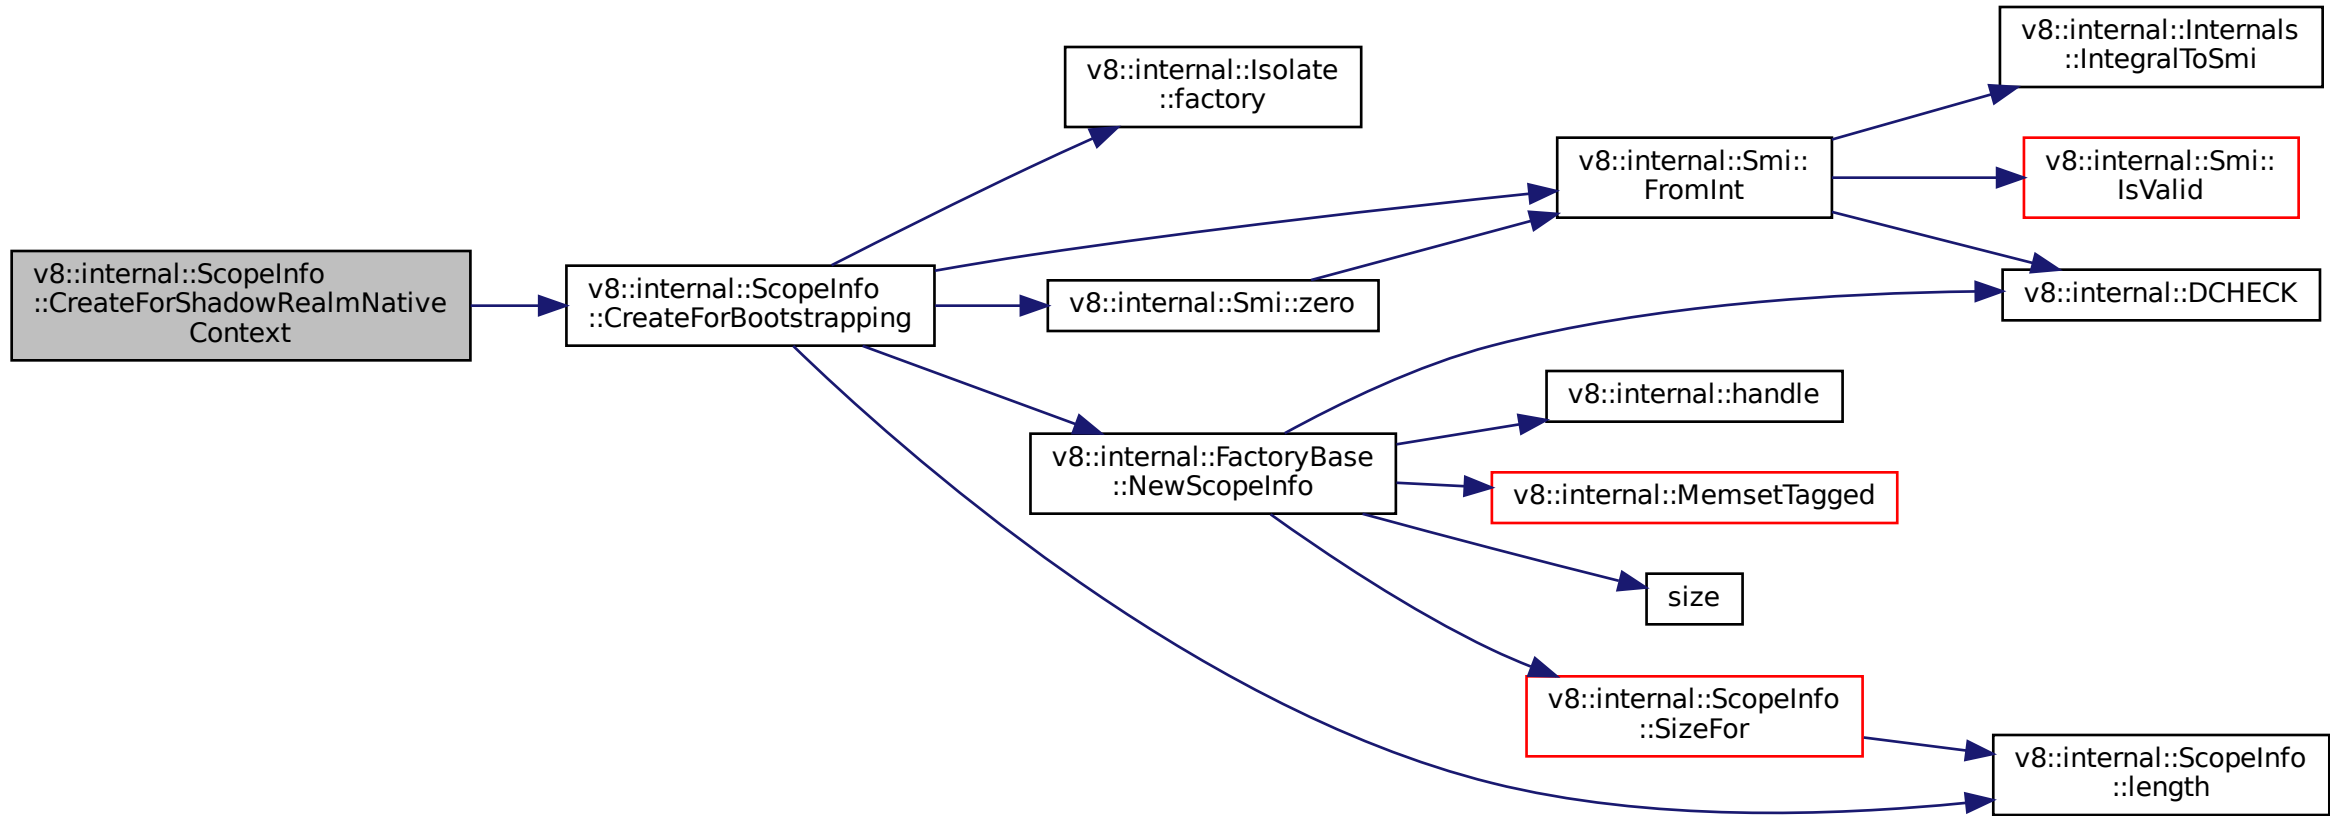 v8::internal::ScopeInfo
::CreateForShadowRealmNative
Context
v8::internal::ScopeInfo
::CreateForBootstrapping
v8::internal::Isolate
::factory
v8::internal::Smi::zero
v8::internal::FactoryBase
::NewScopeInfo
v8::internal::Smi::
FromInt
v8::internal::handle
v8::internal::MemsetTagged
size
v8::internal::ScopeInfo
::SizeFor
v8::internal::Internals
::IntegralToSmi
v8::internal::Smi::
IsValid
v8::internal::DCHECK
v8::internal::ScopeInfo
::length